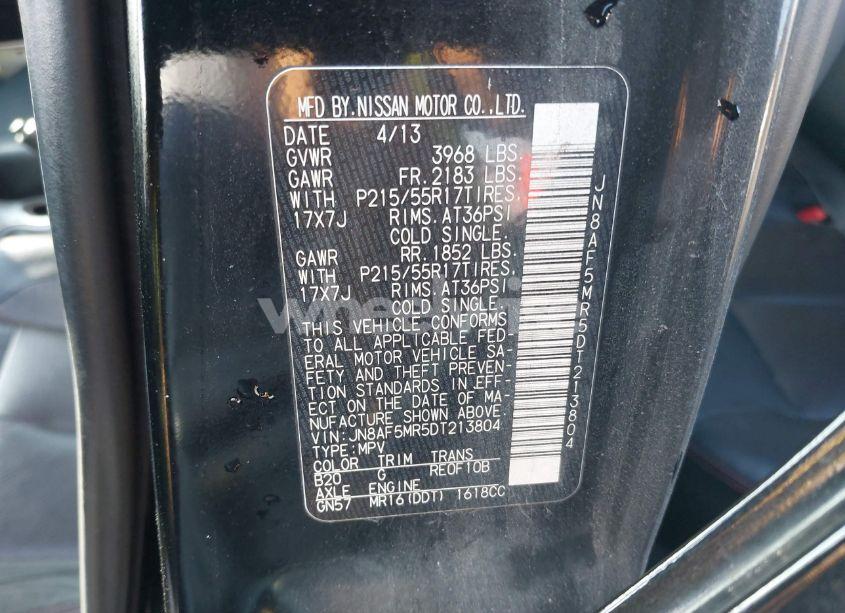 MFD BY.NISSAN MOTOR CO.,LTD.
DATE 4/13
GVWR 3968 LBS.
GAWR FR.2183 LBS.
WITH P215/55R17TIRES,
17X7J RIMS.AT36PSI
COLD SINGLE.
GAWR RR.1852 LBS.
WITH P215/55R17TIRES,
17X7J RIMS.AT36PSI
COLD SINGLE.
THIS VEHICLE CONFORMS
TO ALL APPLICABLE FED-
ERAL MOTOR VEHICLE SA-
FETY AND THEFT PREVEN-
TION STANDARDS IN EFF-
ECT ON THE DATE OF MA-
NUFACTURE SHOWN ABOVE.
VIN:JN8AF5MR5DT213804
TYPE:MPV
COLOR TRIM TRANS
B20 G RE0F10B
AXLE ENGINE
GN57 MR16(DDT) 1618CC
JN8AF5MR5DT213804